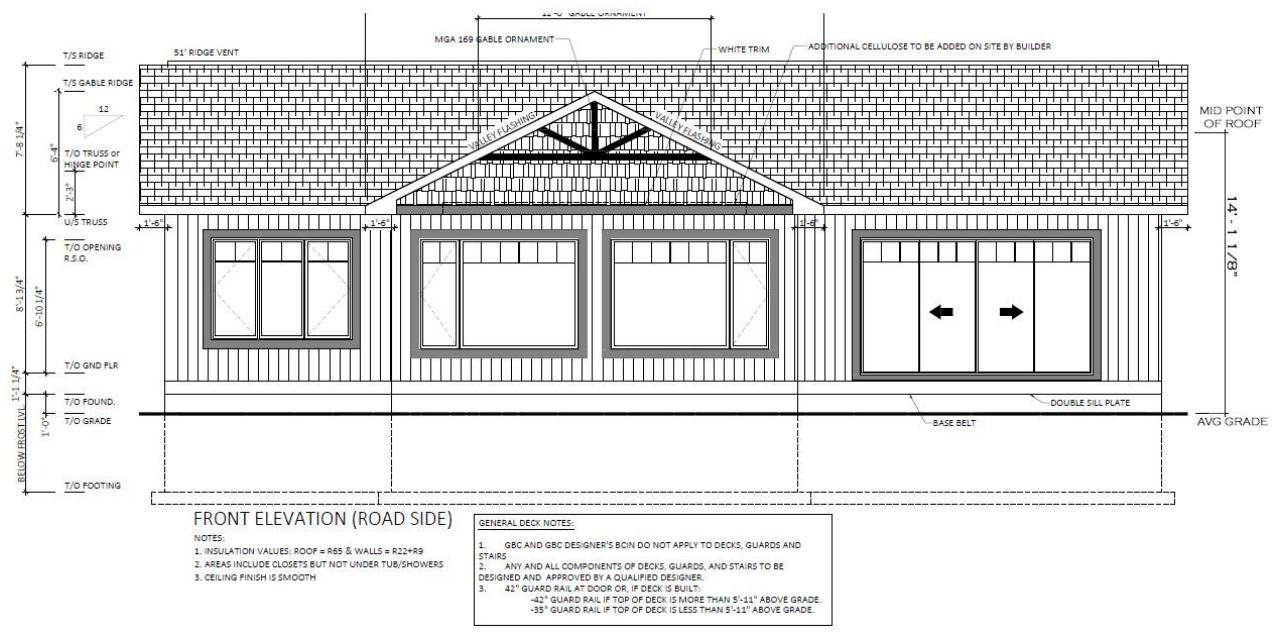 12'-0" GABLE ORNAMENT
MGA 169 GABLE ORNAMENT
WHITE TRIM
ADDITIONAL CELLULOSE TO BE ADDED ON SITE BY BUILDER
T/S RIDGE
51' RIDGE VENT
T/S GABLE RIDGE
12
6
7'-8 1/4"
6'-4"
T/O TRUSS or
HINGE POINT
2'-3"
VALLEY FLASHING
VALLEY FLASHING
MID POINT
OF ROOF
U/S TRUSS
1'-6"
1'-6"
1'-6"
1'-6"
T/O OPENING
R.S.O.
8'-1 3/4"
6'-10 1/4"
14'-1 1/8"
T/O GND FLR
1'-1 1/4"
T/O FOUND.
DOUBLE SILL PLATE
1'-0"
T/O GRADE
BASE BELT
AVG GRADE
BELOW FROST LVL
T/O FOOTING
FRONT ELEVATION (ROAD SIDE)
NOTES:
1. INSULATION VALUES: ROOF = R65 & WALLS = R22+R9
2. AREAS INCLUDE CLOSETS BUT NOT UNDER TUB/SHOWERS
3. CEILING FINISH IS SMOOTH
GENERAL DECK NOTES:
1. GBC AND GBC DESIGNER'S BCIN DO NOT APPLY TO DECKS, GUARDS AND
STAIRS
2. ANY AND ALL COMPONENTS OF DECKS, GUARDS, AND STAIRS TO BE
DESIGNED AND APPROVED BY A QUALIFIED DESIGNER.
3. 42" GUARD RAIL AT DOOR OR, IF DECK IS BUILT:
-42" GUARD RAIL IF TOP OF DECK IS MORE THAN 5'-11" ABOVE GRADE.
-35" GUARD RAIL IF TOP OF DECK IS LESS THAN 5'-11" ABOVE GRADE.